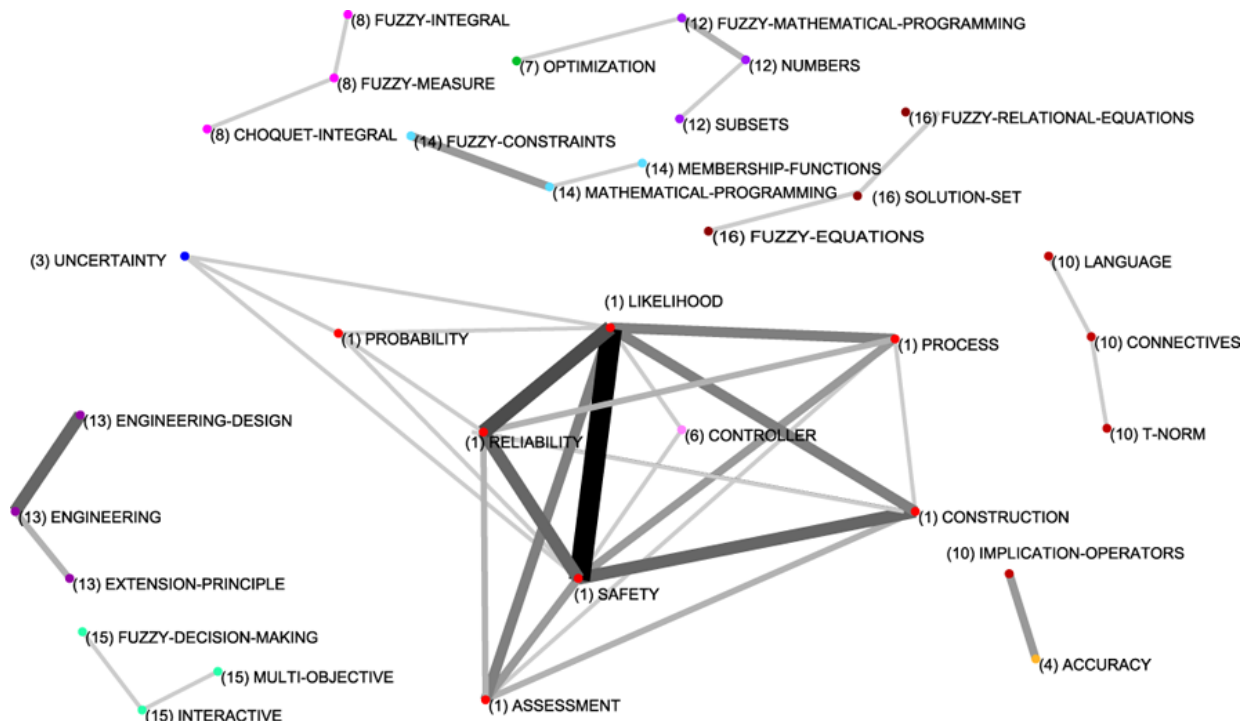 (8) FUZZY-INTEGRAL
(12) FUZZY-MATHEMATICAL-PROGRAMMING
(7) OPTIMIZATION
(12) NUMBERS
(8) FUZZY-MEASURE
(16) FUZZY-RELATIONAL-EQUATIONS
(12) SUBSETS
(8) CHOQUET-INTEGRAL
(14) FUZZY-CONSTRAINTS
(14) MEMBERSHIP-FUNCTIONS
(14) MATHEMATICAL-PROGRAMMING
(16) SOLUTION-SET
(16) FUZZY-EQUATIONS
(3) UNCERTAINTY
(10) LANGUAGE
(1) LIKELIHOOD
(1) PROBABILITY
(1) PROCESS
(10) CONNECTIVES
(13) ENGINEERING-DESIGN
(1) RELIABILITY
(6) CONTROLLER
(10) T-NORM
(13) ENGINEERING
(1) CONSTRUCTION
(10) IMPLICATION-OPERATORS
(13) EXTENSION-PRINCIPLE
(1) SAFETY
(15) FUZZY-DECISION-MAKING
(4) ACCURACY
(15) MULTI-OBJECTIVE
(1) ASSESSMENT
(15) INTERACTIVE